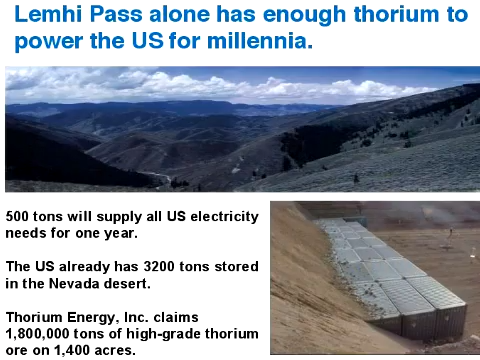 Lemhi Pass alone has enough thorium to
power the US for millennia.
500 tons will supply all US electricity
needs for one year.
The US already has 3200 tons stored
in the Nevada desert.
Thorium Energy, Inc. claims
1,800,000 tons of high-grade thorium
ore on 1,400 acres.